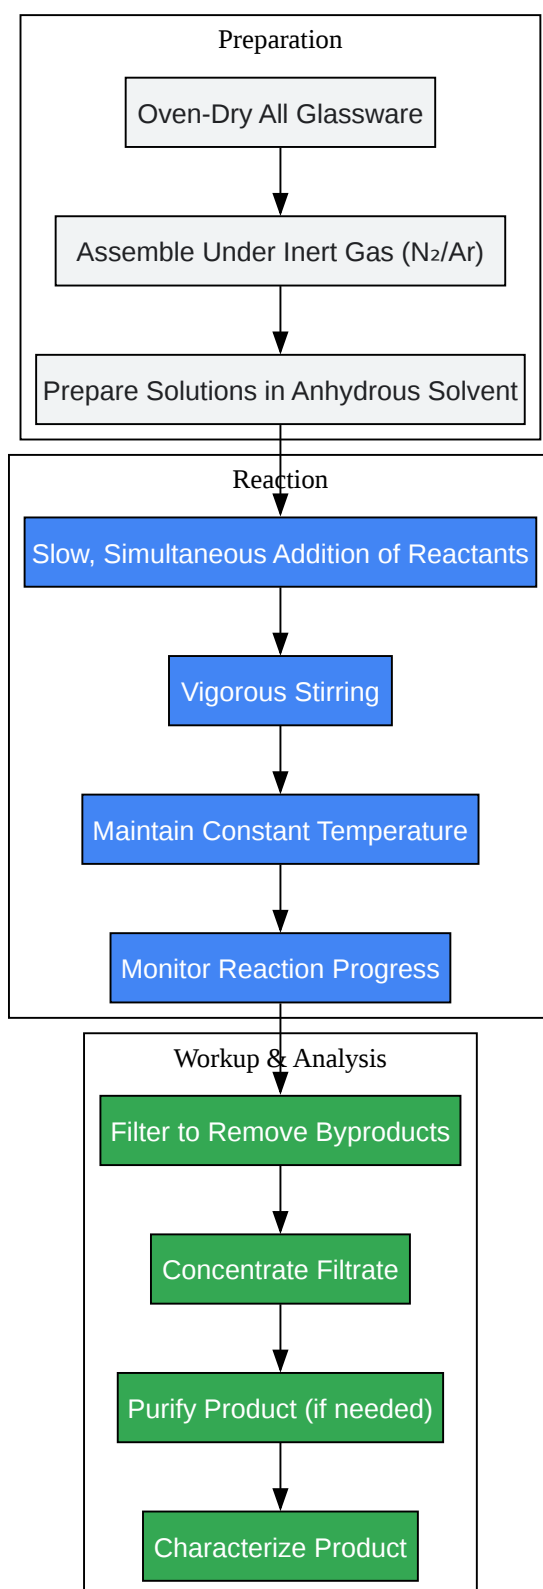 Preparation
Oven-Dry All Glassware
Assemble Under Inert Gas (N₂/Ar)
Prepare Solutions in Anhydrous Solvent
Reaction
Slow, Simultaneous Addition of Reactants
Vigorous Stirring
Maintain Constant Temperature
Monitor Reaction Progress
Workup & Analysis
Filter to Remove Byproducts
Concentrate Filtrate
Purify Product (if needed)
Characterize Product